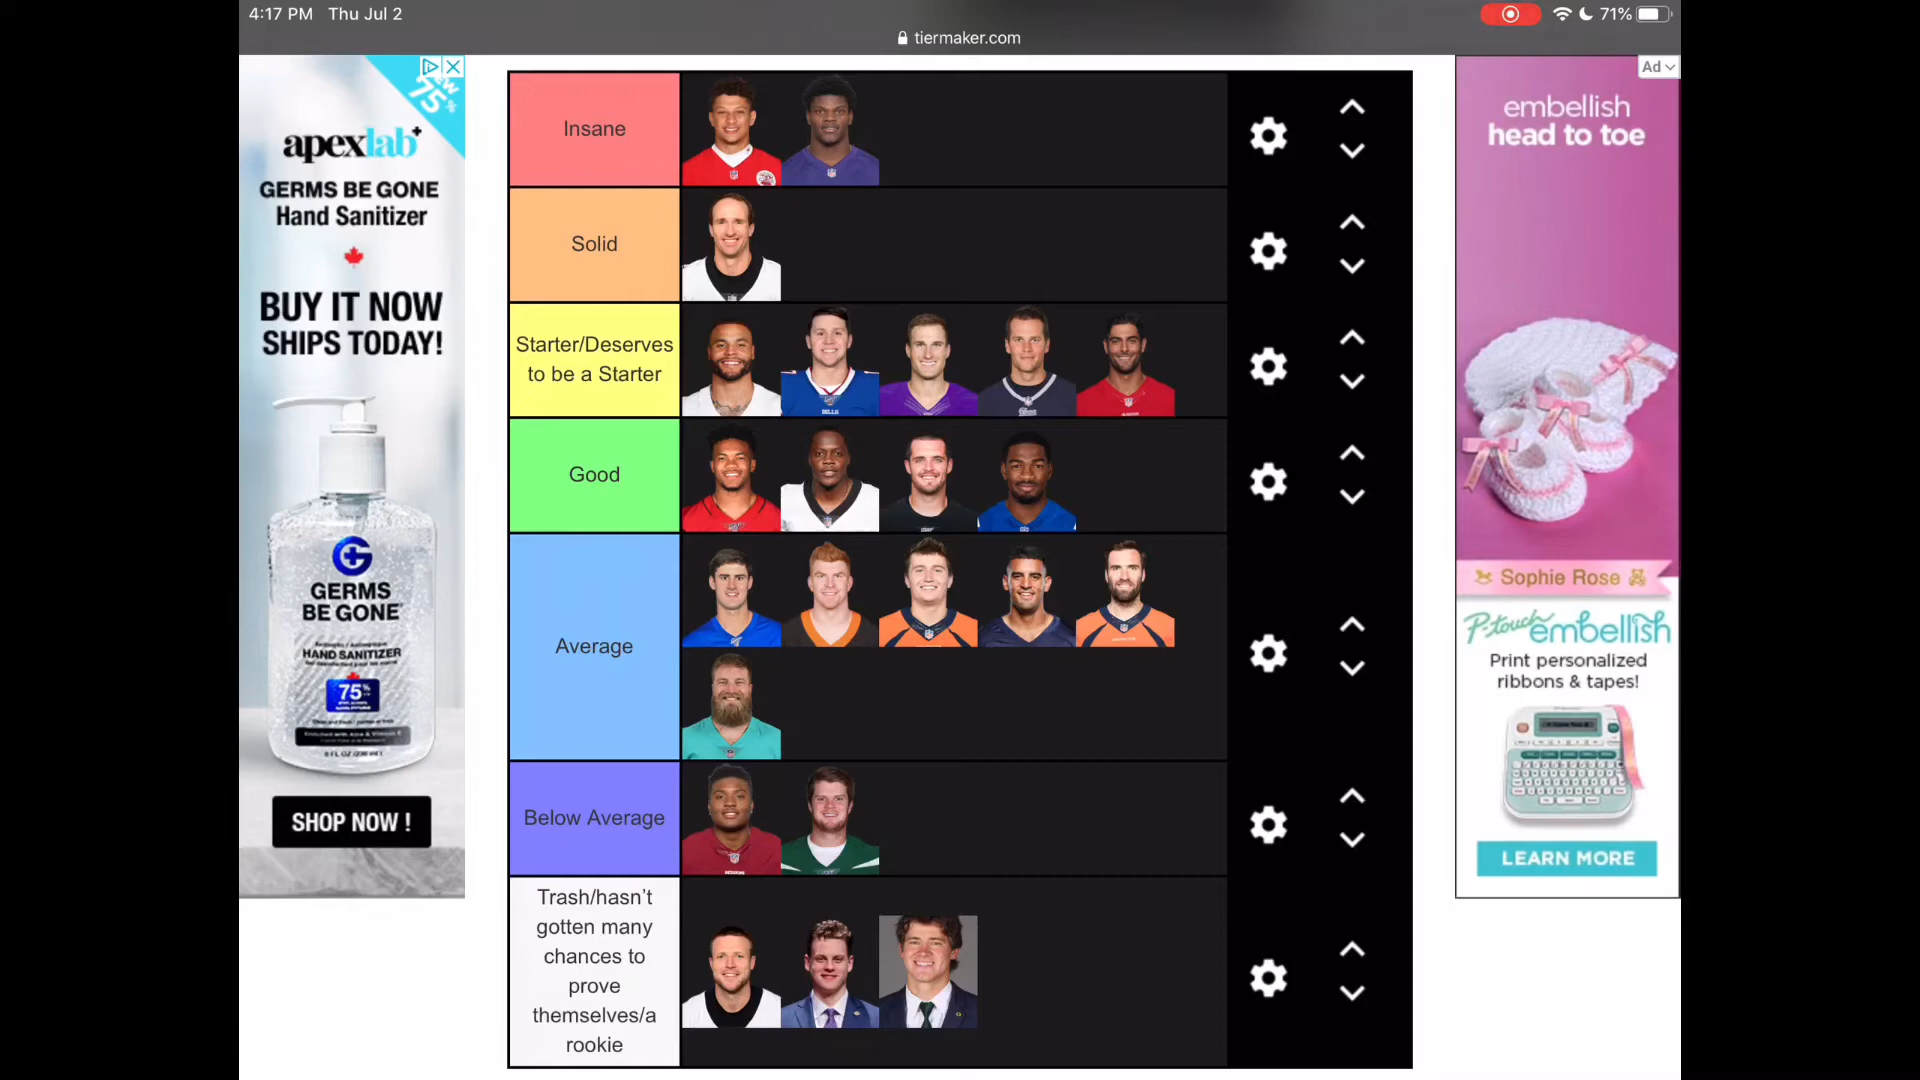 4:17 PM Thu Jul 2
71%
tiermaker.com
NEW
75%
apexlab+
GERMS BE GONE
Hand Sanitizer
BUY IT NOW
SHIPS TODAY!
GERMS
BE GONE
HAND SANITIZER
75%
SHOP NOW !
Insane
Solid
Starter/Deserves
to be a Starter
BILLS
Good
Average
Below Average
Trash/hasn’t
gotten many
chances to
prove
themselves/a
rookie
Ad
embellish
head to toe
Sophie Rose
P-touch embellish
Print personalized
ribbons & tapes!
LEARN MORE